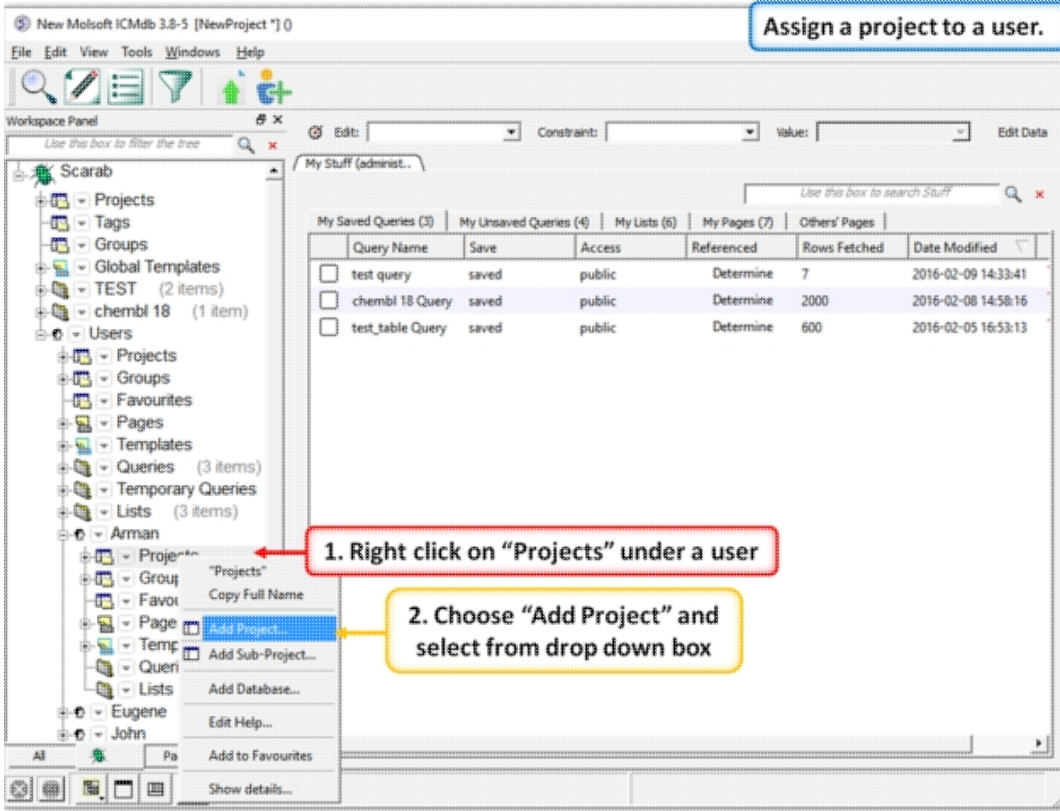 New Molsoft ICMdb 3.8-5 [NewProject *] ()
Assign a project to a user.
File Edit View Tools Windows Help
Workspace Panel
Use this box to filter the tree
Edit: Constraint: Value: Edit Data
My Stuff (administ..
Use this box to search Stuff
My Saved Queries (3) My Unsaved Queries (4) My Lists (6) My Pages (7) Others' Pages
Query Name Save Access Referenced Rows Fetched Date Modified
test query saved public Determine 7 2016-02-09 14:33:41
chembl 18 Query saved public Determine 2000 2016-02-08 14:58:16
test_table Query saved public Determine 600 2016-02-05 16:53:13
Scarab
Projects
Tags
Groups
Global Templates
TEST (2 items)
chembl 18 (1 item)
Users
Projects
Groups
Favourites
Pages
Templates
Queries (3 items)
Temporary Queries
Lists (3 items)
Arman
Projects
Group
Favou
Page
Temp
Queri
Lists
Eugene
John
"Projects"
Copy Full Name
Add Project...
Add Sub-Project...
Add Database...
Edit Help...
Add to Favourites
Show details...
1. Right click on “Projects” under a user
2. Choose “Add Project” and
select from drop down box
All Pa